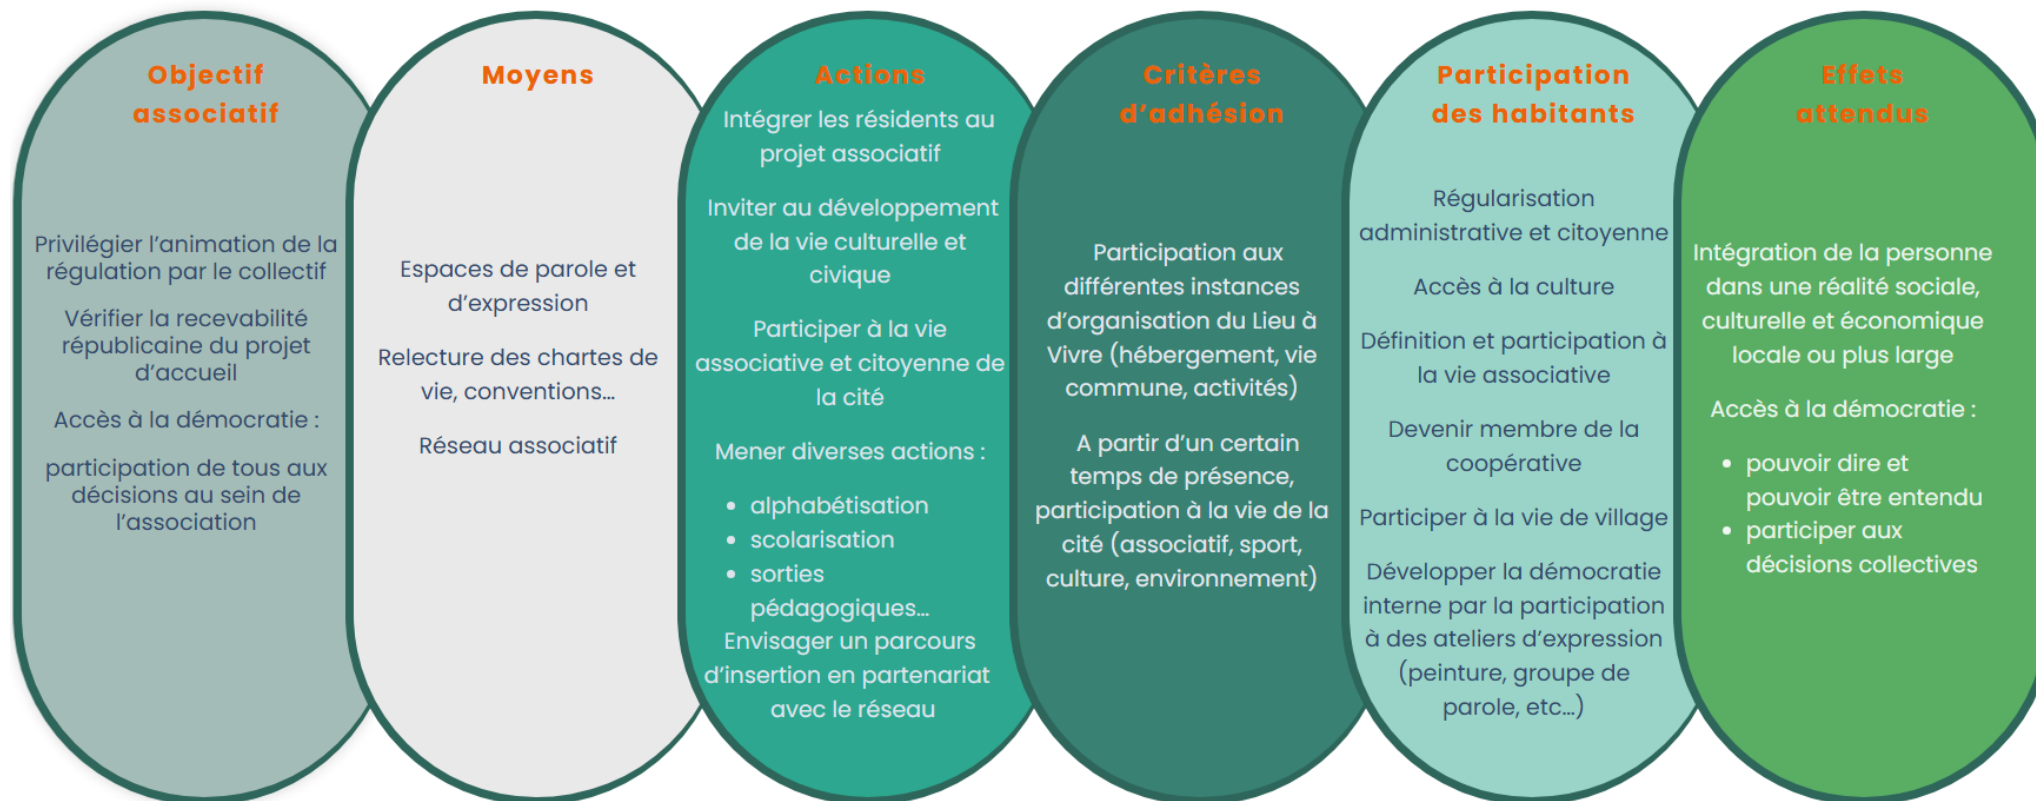 Objectif
associatif
Privilégier l’animation de la
régulation par le collectif
Vérifier la recevabilité
républicaine du projet
d’accueil
Accès à la démocratie :
participation de tous aux
décisions au sein de
l’association
Moyens
Espaces de parole et
d’expression
Relecture des chartes de
vie, conventions…
Réseau associatif
Actions
Intégrer les résidents au
projet associatif
Inviter au développement
de la vie culturelle et
civique
Participer à la vie
associative et citoyenne de
la cité
Mener diverses actions :
• alphabétisation
• scolarisation
• sorties
pédagogiques…
Envisager un parcours
d’insertion en partenariat
avec le réseau
Critères
d’adhésion
Participation aux
différentes instances
d’organisation du Lieu à
Vivre (hébergement, vie
commune, activités)
A partir d’un certain
temps de présence,
participation à la vie de la
cité (associatif, sport,
culture, environnement)
Participation
des habitants
Régularisation
administrative et citoyenne
Accès à la culture
Définition et participation à
la vie associative
Devenir membre de la
coopérative
Participer à la vie de village
Développer la démocratie
interne par la participation
à des ateliers d’expression
(peinture, groupe de
parole, etc…)
Effets
attendus
Intégration de la personne
dans une réalité sociale,
culturelle et économique
locale ou plus large
Accès à la démocratie :
• pouvoir dire et
pouvoir être entendu
• participer aux
décisions collectives